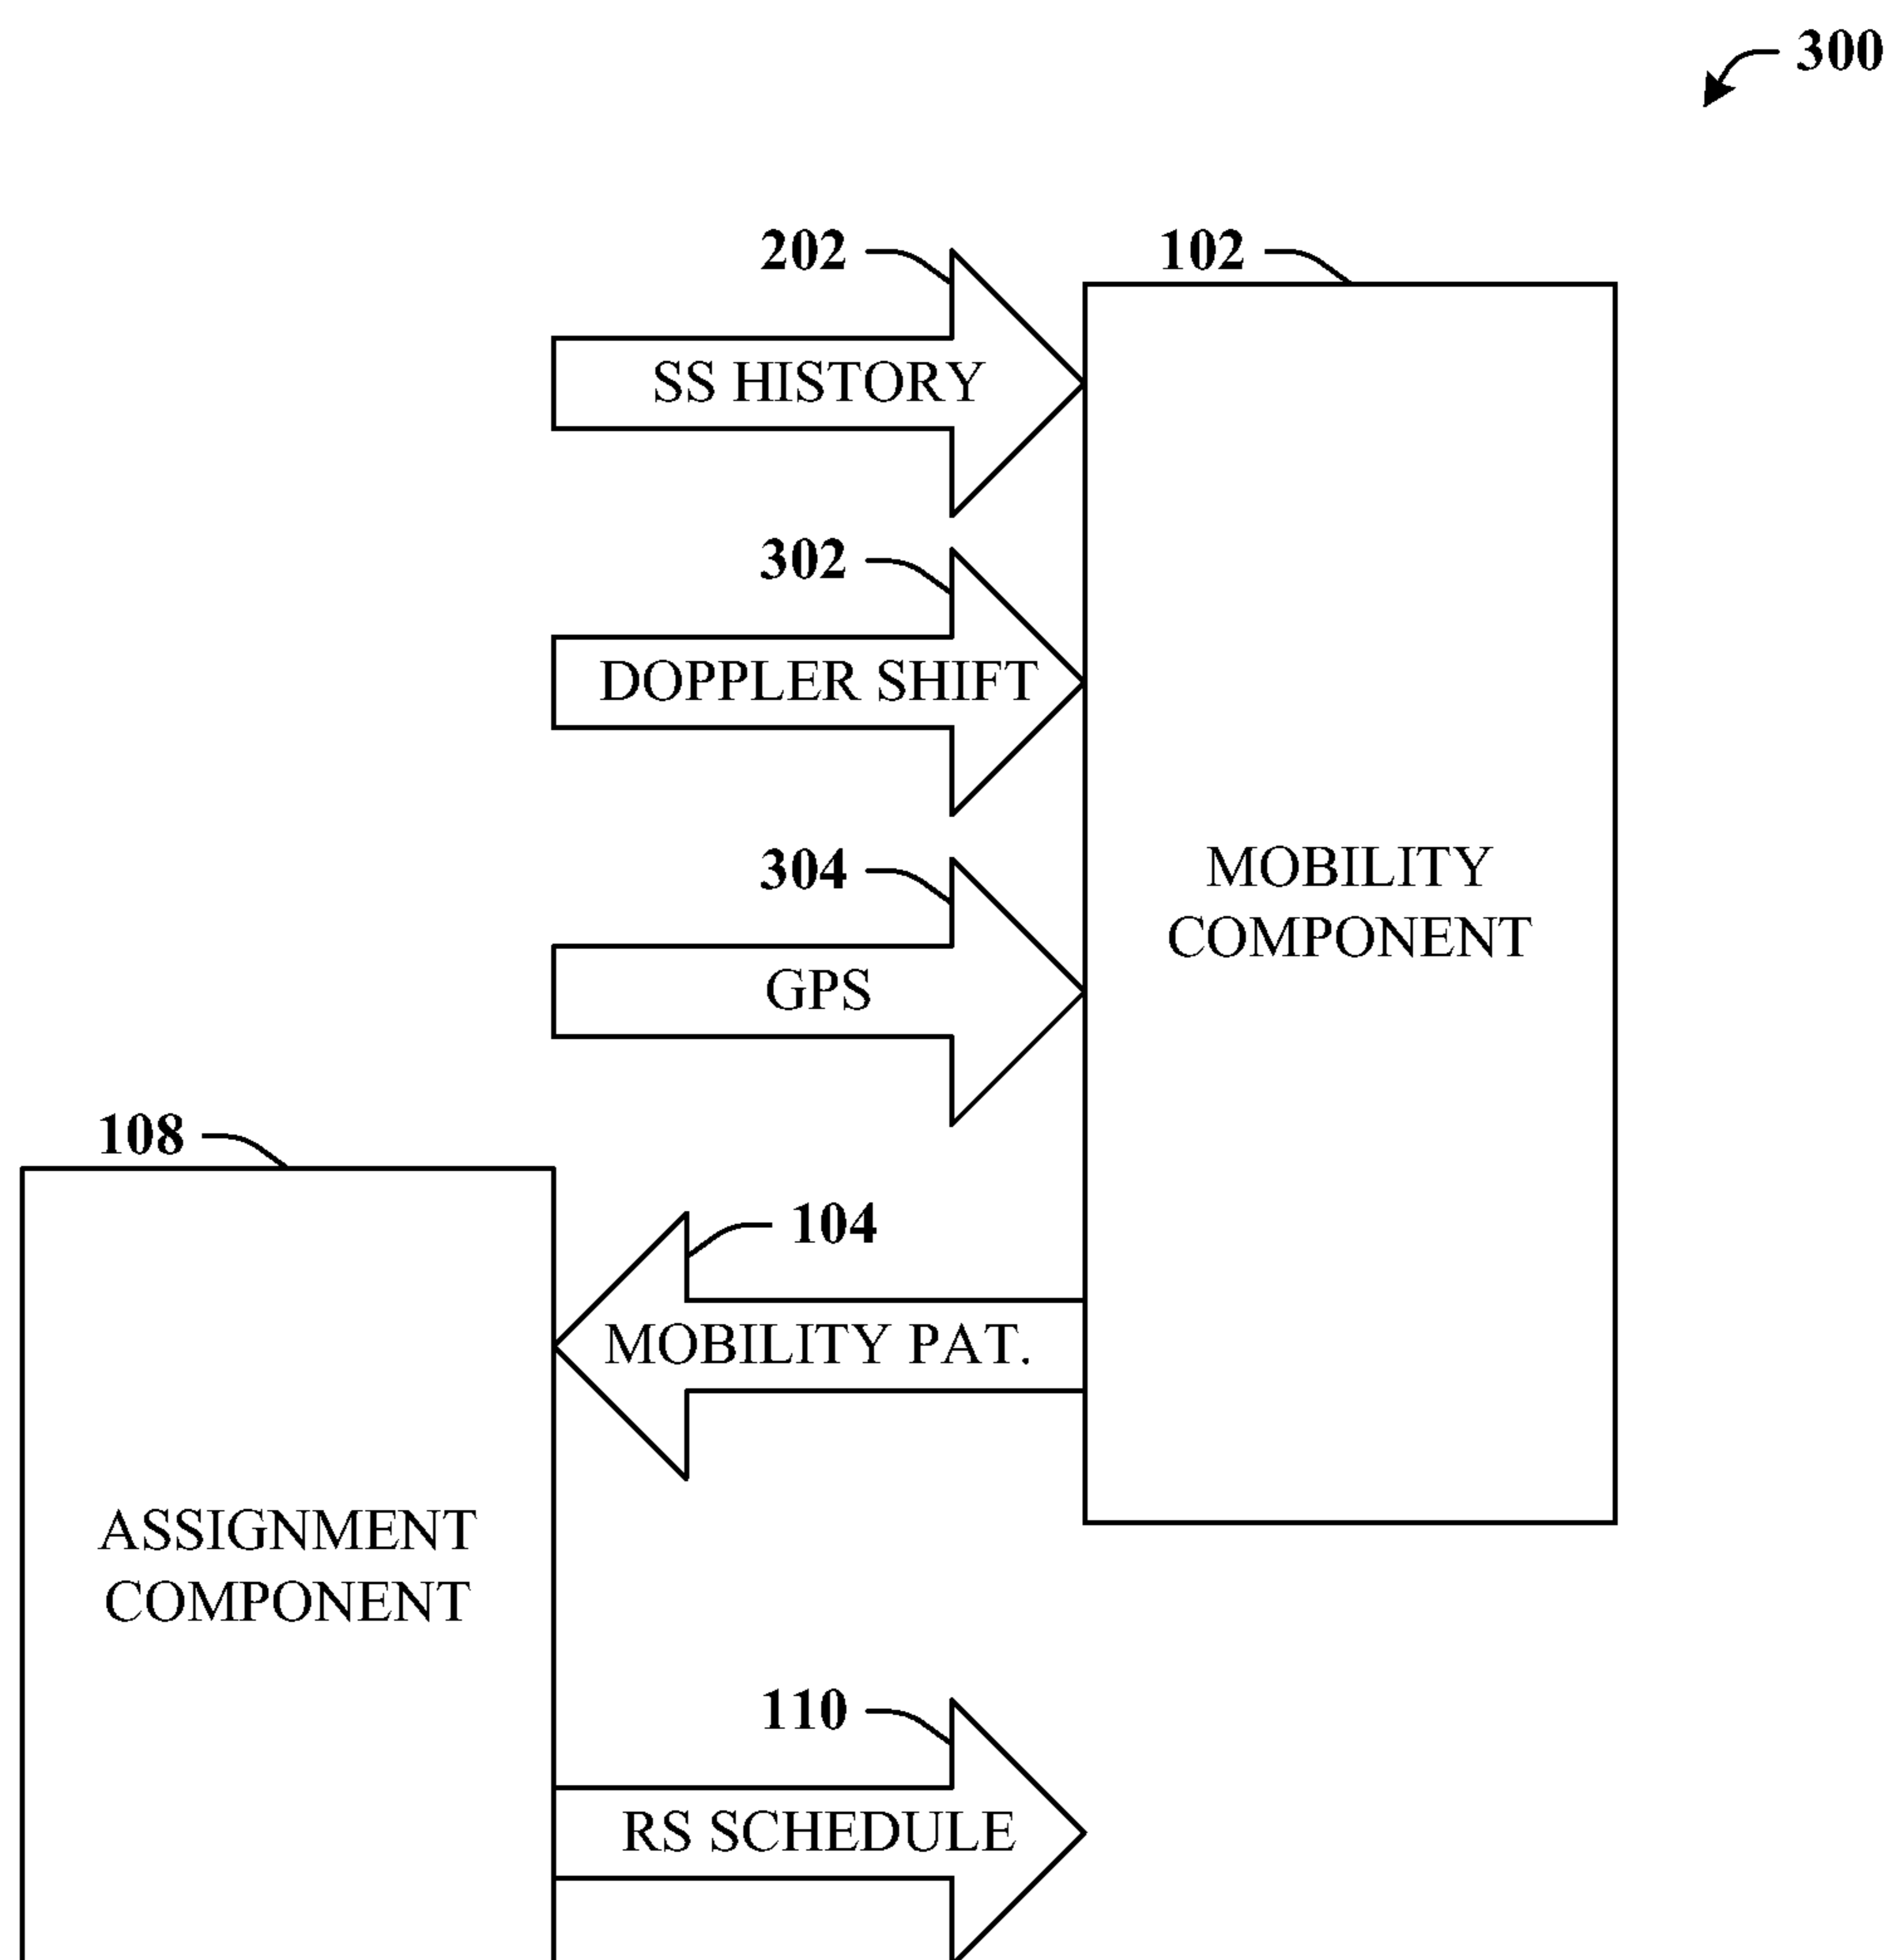 300
202
102
SS HISTORY
302
DOPPLER SHIFT
MOBILITY
COMPONENT
304
GPS
108
104
MOBILITY PAT.
ASSIGNMENT
COMPONENT
110
RS SCHEDULE